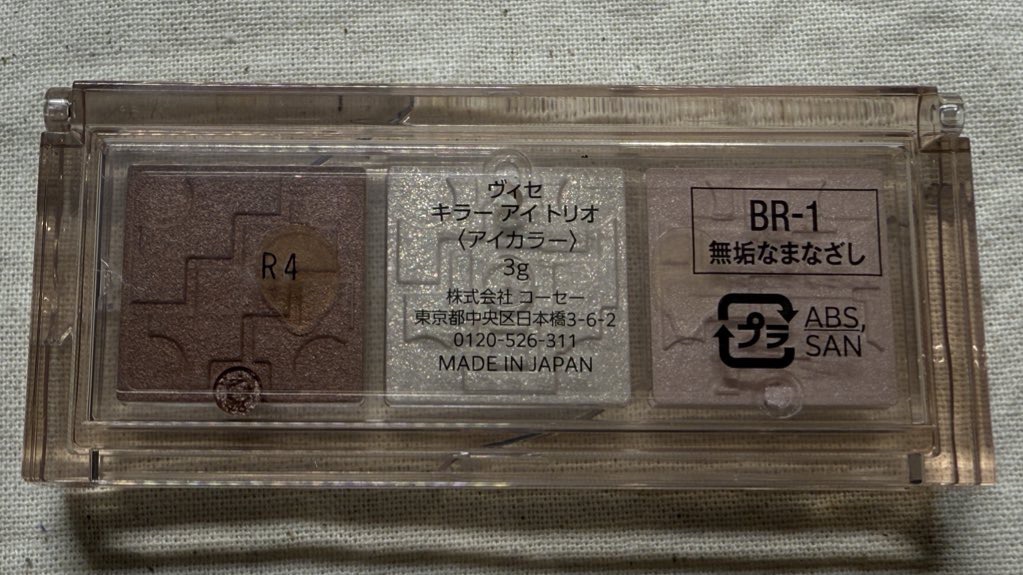 R4
ヴィセ
キラー アイ トリオ
〈アイカラー〉
3g
株式会社 コーセー
東京都中央区日本橋3-6-2
0120-526-311
MADE IN JAPAN
BR-1
無垢なまなざし
プラ
ABS,
SAN